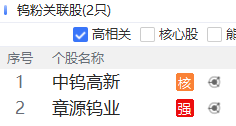 钨粉关联股(2只)
高相关 核心股 能
序号 个股名称
1 中钨高新 核
2 章源钨业 强